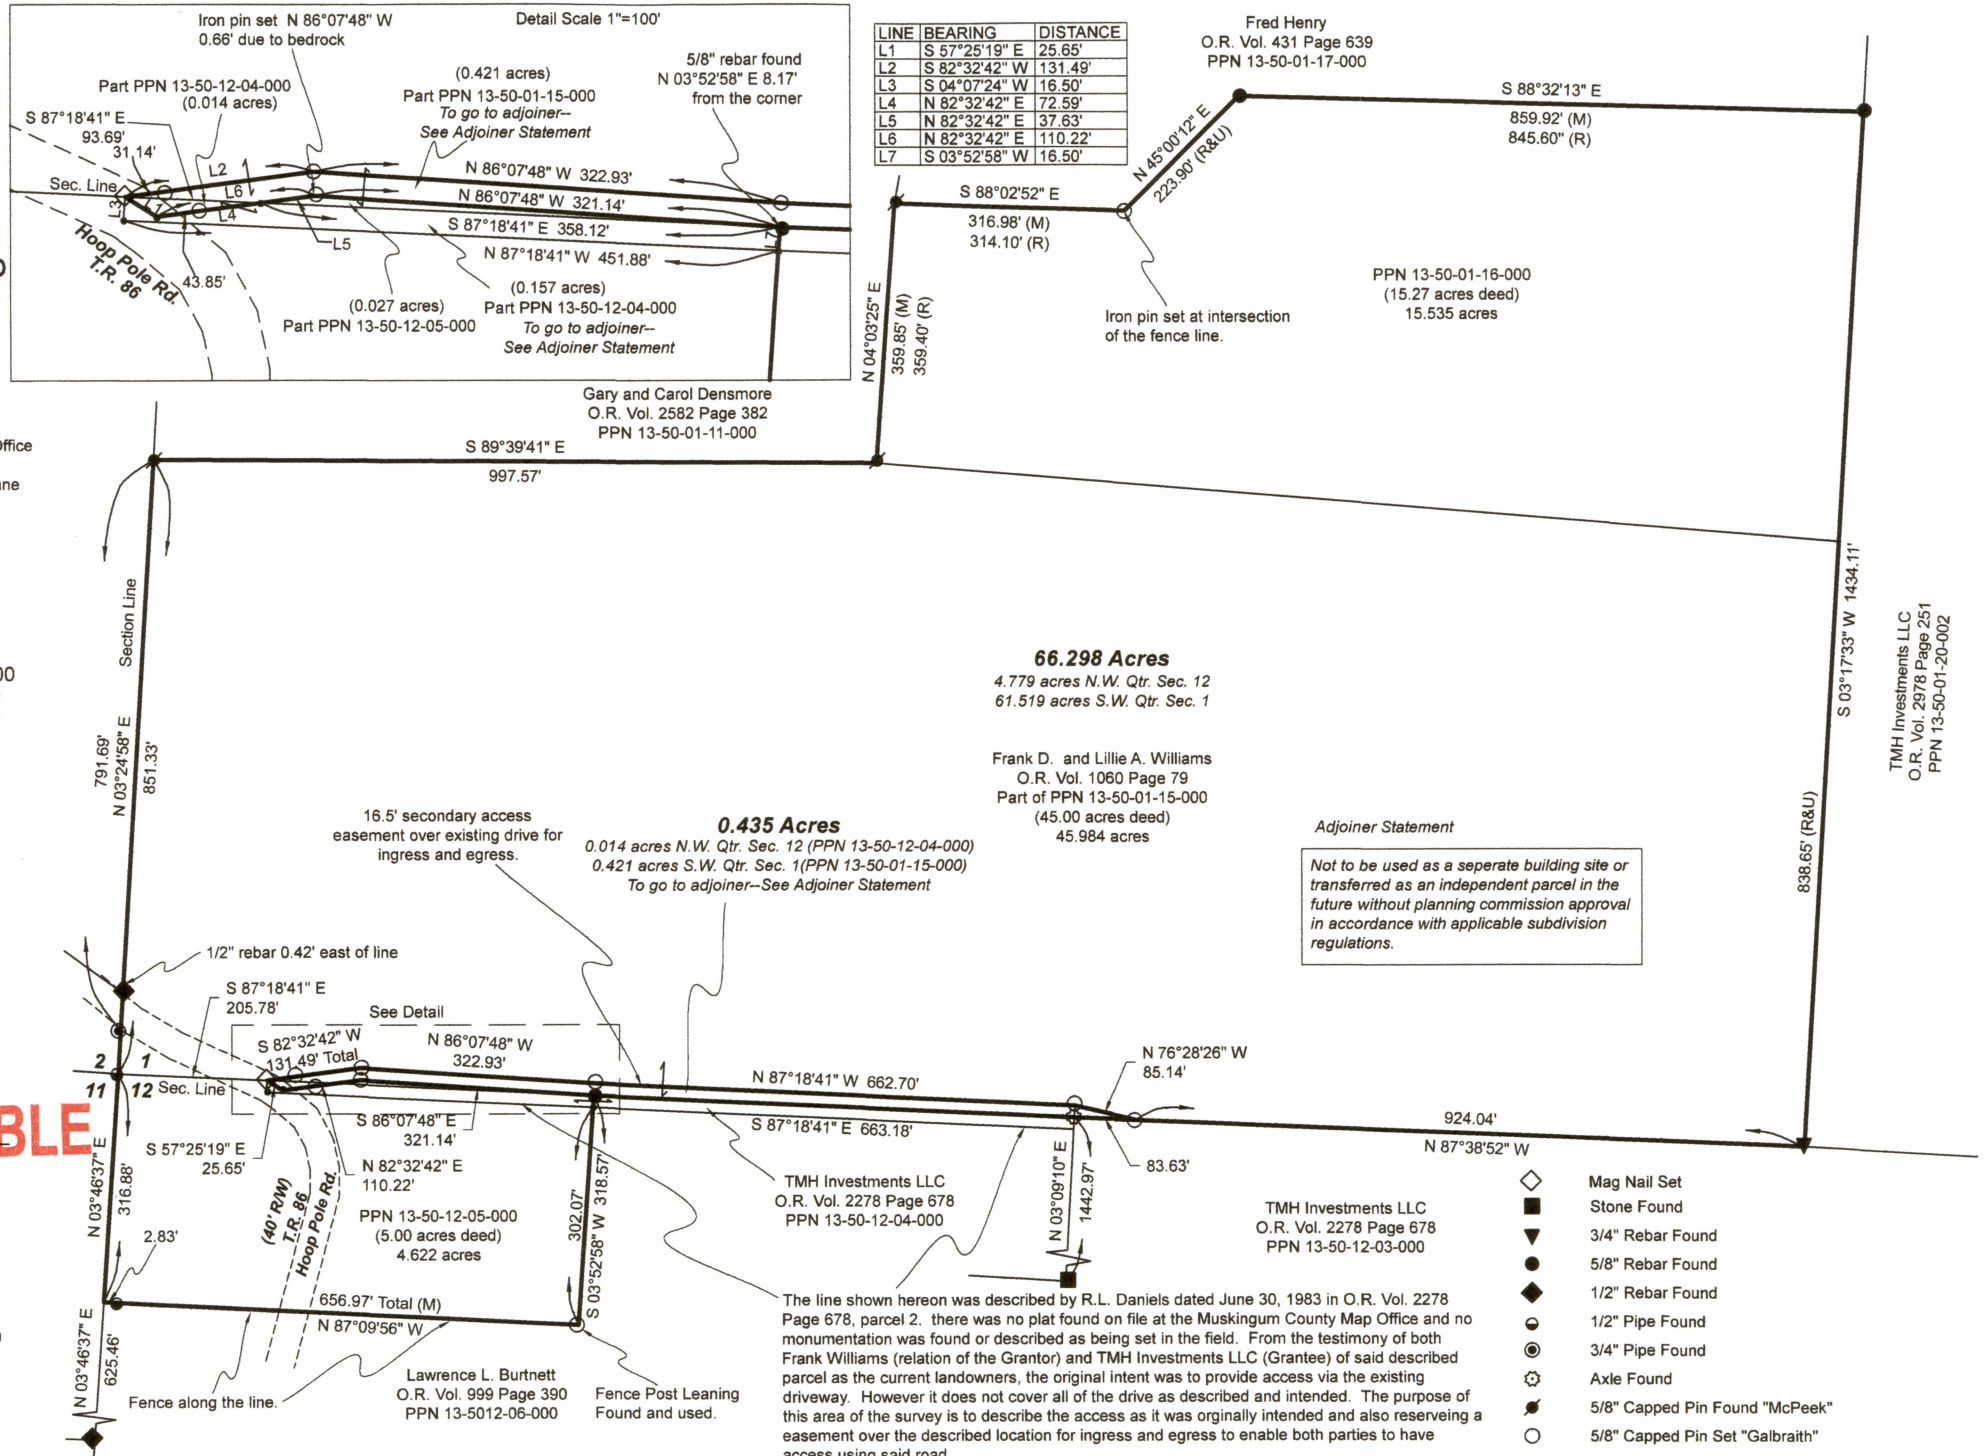 Iron pin set N 86°07'48" W
0.66' due to bedrock
Detail Scale 1"=100'
5/8" rebar found
N 03°52'58" E 8.17'
from the corner
Part PPN 13-50-12-04-000
(0.014 acres)
(0.421 acres)
Part PPN 13-50-01-15-000
To go to adjoiner--
See Adjoiner Statement
S 87°18'41" E
93.69'
31.14'
L2
N 86°07'48" W 322.93'
Sec. Line
L6
N 86°07'48" W 321.14'
L3
L1
L4
S 87°18'41" E 358.12'
L7
L5
N 87°18'41" W 451.88'
Hoop Pole Rd.
T.R. 86
43.85'
(0.027 acres)
Part PPN 13-50-12-05-000
(0.157 acres)
Part PPN 13-50-12-04-000
To go to adjoiner--
See Adjoiner Statement
LINE BEARING DISTANCE
L1 S 57°25'19" E 25.65'
L2 S 82°32'42" W 131.49'
L3 S 04°07'24" W 16.50'
L4 N 82°32'42" E 72.59'
L5 N 82°32'42" E 37.63'
L6 N 82°32'42" E 110.22'
L7 S 03°52'58" W 16.50'
Fred Henry
O.R. Vol. 431 Page 639
PPN 13-50-01-17-000
S 88°32'13" E
859.92' (M)
845.60" (R)
N 45°00'12" E
223.90' (R&U)
S 88°02'52" E
316.98' (M)
314.10' (R)
N 04°03'25" E
359.85' (M)
359.40' (R)
Iron pin set at intersection
of the fence line.
PPN 13-50-01-16-000
(15.27 acres deed)
15.535 acres
Gary and Carol Densmore
O.R. Vol. 2582 Page 382
PPN 13-50-01-11-000
S 89°39'41" E
997.57'
Office
00
Section Line
791.69'
N 03°24'58" E
851.33'
66.298 Acres
4.779 acres N.W. Qtr. Sec. 12
61.519 acres S.W. Qtr. Sec. 1
Frank D. and Lillie A. Williams
O.R. Vol. 1060 Page 79
Part of PPN 13-50-01-15-000
(45.00 acres deed)
45.984 acres
S 03°17'33" W 1434.11'
838.65' (R&U)
TMH Investments LLC
O.R. Vol. 2978 Page 251
PPN 13-50-01-20-002
16.5' secondary access
easement over existing drive for
ingress and egress.
0.435 Acres
0.014 acres N.W. Qtr. Sec. 12 (PPN 13-50-12-04-000)
0.421 acres S.W. Qtr. Sec. 1(PPN 13-50-01-15-000)
To go to adjoiner--See Adjoiner Statement
Adjoiner Statement
Not to be used as a seperate building site or
transferred as an independent parcel in the
future without planning commission approval
in accordance with applicable subdivision
regulations.
1/2" rebar 0.42' east of line
S 87°18'41" E
205.78'
See Detail
S 82°32'42" W
131.49' Total
N 86°07'48" W
322.93'
2 1
11 12
Sec. Line
N 87°18'41" W 662.70'
N 76°28'26" W
85.14'
924.04'
N 87°38'52" W
BLE
S 86°07'48" E
321.14'
S 87°18'41" E 663.18'
83.63'
S 57°25'19" E
25.65'
N 82°32'42" E
110.22'
N 03°46'37" E
316.88'
2.83'
(40' R/W)
T.R. 86
Hoop Pole Rd.
PPN 13-50-12-05-000
(5.00 acres deed)
4.622 acres
302.07'
S 03°52'58" W 318.57'
TMH Investments LLC
O.R. Vol. 2278 Page 678
PPN 13-50-12-04-000
N 03°09'10" E
1442.97'
TMH Investments LLC
O.R. Vol. 2278 Page 678
PPN 13-50-12-03-000
656.97' Total (M)
N 87°09'56" W
N 03°46'37" E
625.46'
Fence along the line.
Lawrence L. Burtnett
O.R. Vol. 999 Page 390
PPN 13-5012-06-000
Fence Post Leaning
Found and used.
The line shown hereon was described by R.L. Daniels dated June 30, 1983 in O.R. Vol. 2278
Page 678, parcel 2. there was no plat found on file at the Muskingum County Map Office and no
monumentation was found or described as being set in the field. From the testimony of both
Frank Williams (relation of the Grantor) and TMH Investments LLC (Grantee) of said described
parcel as the current landowners, the original intent was to provide access via the existing
driveway. However it does not cover all of the drive as described and intended. The purpose of
this area of the survey is to describe the access as it was orginally intended and also reserveing a
easement over the described location for ingress and egress to enable both parties to have
access using said road
Mag Nail Set
Stone Found
3/4" Rebar Found
5/8" Rebar Found
1/2" Rebar Found
1/2" Pipe Found
3/4" Pipe Found
Axle Found
5/8" Capped Pin Found "McPeek"
5/8" Capped Pin Set "Galbraith"